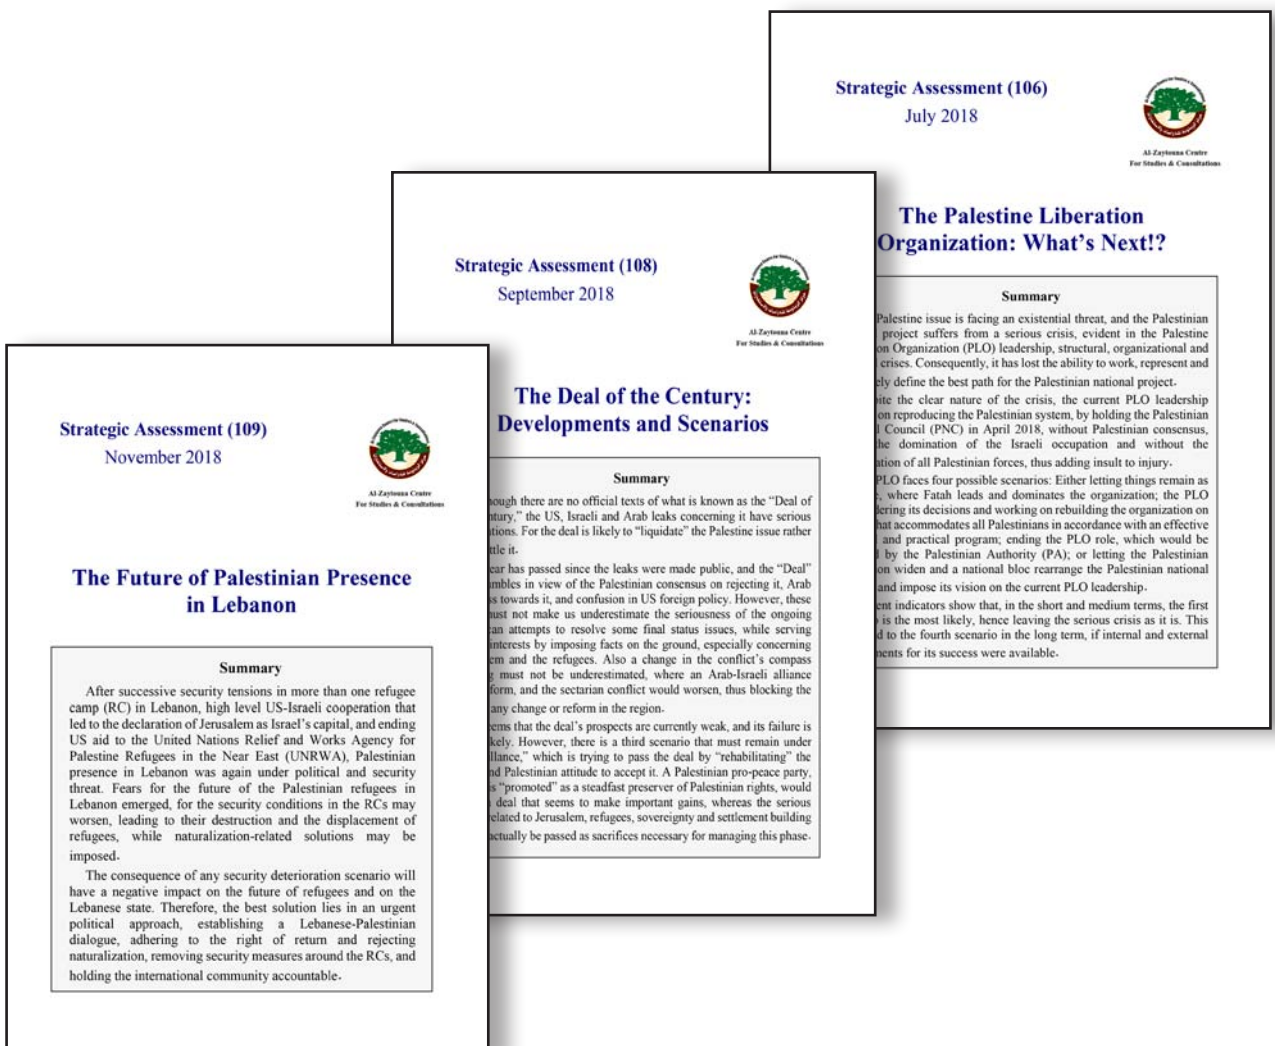 Strategic Assessment (106)
July 2018
Al-Zaytouna Centre
For Studies & Consultations
The Palestine Liberation
Organization: What's Next!?
Summary
Palestine issue is facing an existential threat, and the Palestinian
project suffers from a serious crisis, evident in the Palestine
on Organization (PLO) leadership, structural, organizational and
crises. Consequently, it has lost the ability to work, represent and
ely define the best path for the Palestinian national project.
ite the clear nature of the crisis, the current PLO leadership
on reproducing the Palestinian system, by holding the Palestinian
l Council (PNC) in April 2018, without Palestinian consensus,
he domination of the Israeli occupation and without the
ation of all Palestinian forces, thus adding insult to injury.
PLO faces four possible scenarios: Either letting things remain as
, where Fatah leads and dominates the organization; the PLO
dering its decisions and working on rebuilding the organization on
hat accommodates all Palestinians in accordance with an effective
l and practical program; ending the PLO role, which would be
d by the Palestinian Authority (PA); or letting the Palestinian
on widen and a national bloc rearrange the Palestinian national
and impose its vision on the current PLO leadership.
ent indicators show that, in the short and medium terms, the first
is the most likely, hence leaving the serious crisis as it is. This
d to the fourth scenario in the long term, if internal and external
ments for its success were available.
Strategic Assessment (108)
September 2018
Al-Zaytouna Centre
For Studies & Consultations
The Deal of the Century:
Developments and Scenarios
Summary
ough there are no official texts of what is known as the "Deal of
ntury," the US, Israeli and Arab leaks concerning it have serious
tions. For the deal is likely to "liquidate" the Palestine issue rather
ttle it.
ear has passed since the leaks were made public, and the "Deal"
mbles in view of the Palestinian consensus on rejecting it, Arab
ss towards it, and confusion in US foreign policy. However, these
ust not make us underestimate the seriousness of the ongoing
can attempts to resolve some final status issues, while serving
interests by imposing facts on the ground, especially concerning
em and the refugees. Also a change in the conflict's compass
g must not be underestimated, where an Arab-Israeli alliance
form, and the sectarian conflict would worsen, thus blocking the
any change or reform in the region.
ems that the deal's prospects are currently weak, and its failure is
kely. However, there is a third scenario that must remain under
illance," which is trying to pass the deal by "rehabilitating" the
nd Palestinian attitude to accept it. A Palestinian pro-peace party,
is "promoted" as a steadfast preserver of Palestinian rights, would
deal that seems to make important gains, whereas the serious
related to Jerusalem, refugees, sovereignty and settlement building
actually be passed as sacrifices necessary for managing this phase.
Strategic Assessment (109)
November 2018
Al-Zaytouna Centre
For Studies & Consultations
The Future of Palestinian Presence
in Lebanon
Summary
After successive security tensions in more than one refugee
camp (RC) in Lebanon, high level US-Israeli cooperation that
led to the declaration of Jerusalem as Israel's capital, and ending
US aid to the United Nations Relief and Works Agency for
Palestine Refugees in the Near East (UNRWA), Palestinian
presence in Lebanon was again under political and security
threat. Fears for the future of the Palestinian refugees in
Lebanon emerged, for the security conditions in the RCs may
worsen, leading to their destruction and the displacement of
refugees, while naturalization-related solutions may be
imposed.
The consequence of any security deterioration scenario will
have a negative impact on the future of refugees and on the
Lebanese state. Therefore, the best solution lies in an urgent
political approach, establishing a Lebanese-Palestinian
dialogue, adhering to the right of return and rejecting
naturalization, removing security measures around the RCs, and
holding the international community accountable.